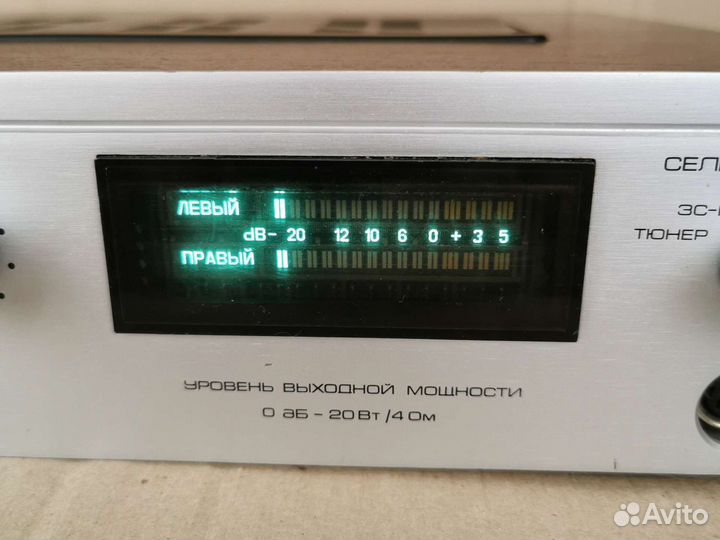 ЛЕВЫЙ
dB- 20 12 10 6 0 + 3 5
ПРАВЫЙ
ТЮНЕР
УРОВЕНЬ ВЫХОДНОЙ МОЩНОСТИ
0 дБ - 20 Вт /4 Ом
Avito